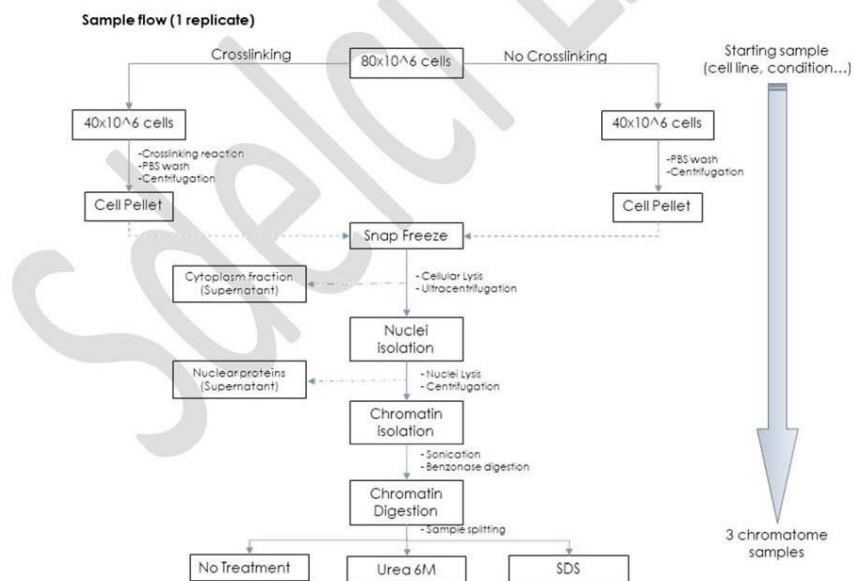 Sample flow (1 replicate)
Crosslinking
80x10^6 cells
No Crosslinking
Starting sample
(cell line, condition...)
40x10^6 cells
40x10^6 cells
-Crosslinking reaction
-PBS wash
-Centrifugation
-PBS wash
-Centrifugation
Cell Pellet
Cell Pellet
Snap Freeze
Cytoplasm fraction
(Supernatant)
- Cellular Lysis
- Ultracentrifugation
Nuclei
isolation
Nuclear proteins
(Supernatant)
- Nuclei Lysis
- Centrifugation
Chromatin
isolation
- Sonication
- Benzonase digestion
Chromatin
Digestion
- Sample splitting
No Treatment
Urea 6M
SDS
3 chromatome
samples